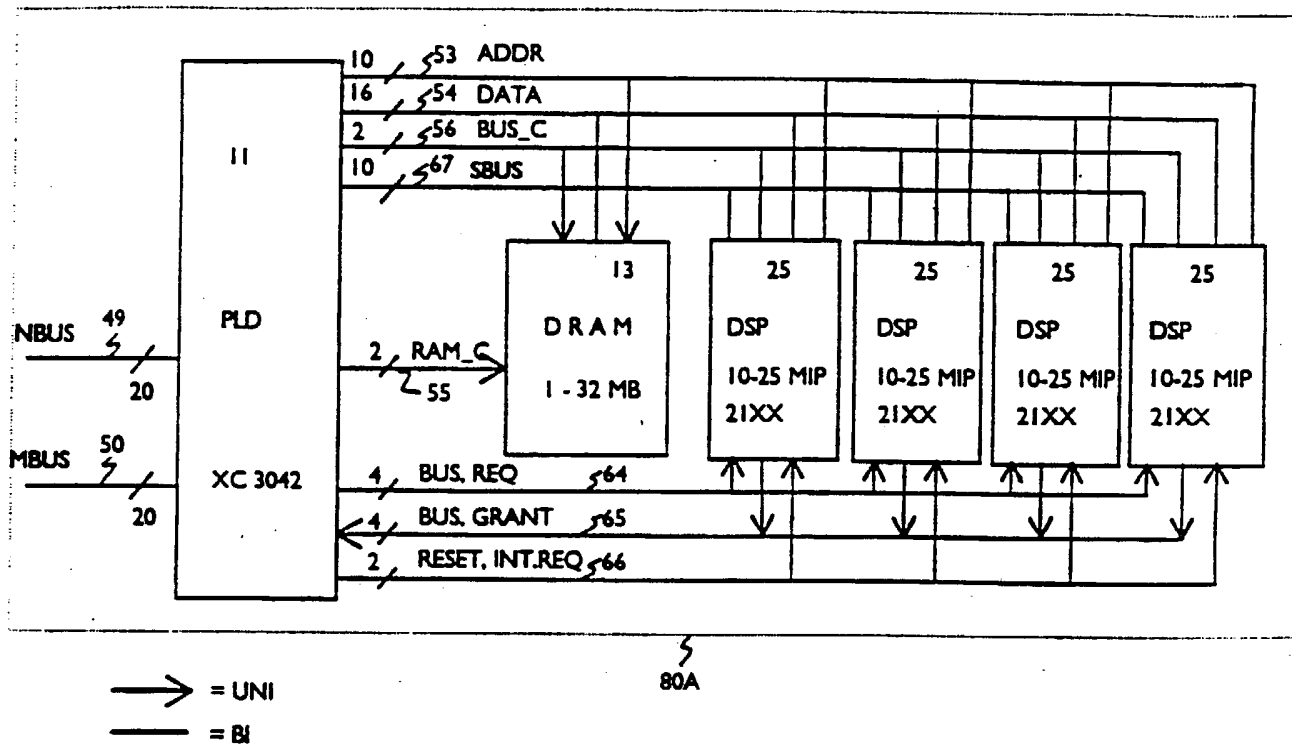 10 53 ADDR
16 54 DATA
2 56 BUS_C
10 67 SBUS
11
PLD
XC 3042
NBUS 49
20
MBUS 50
20
2 RAM_C
55
13
DRAM
1 - 32 MB
25
DSP
10-25 MIP
21XX
25
DSP
10-25 MIP
21XX
25
DSP
10-25 MIP
21XX
25
DSP
10-25 MIP
21XX
4 BUS, REQ 64
4 BUS, GRANT 65
2 RESET, INT.REQ 66
80A
= UNI
= BI